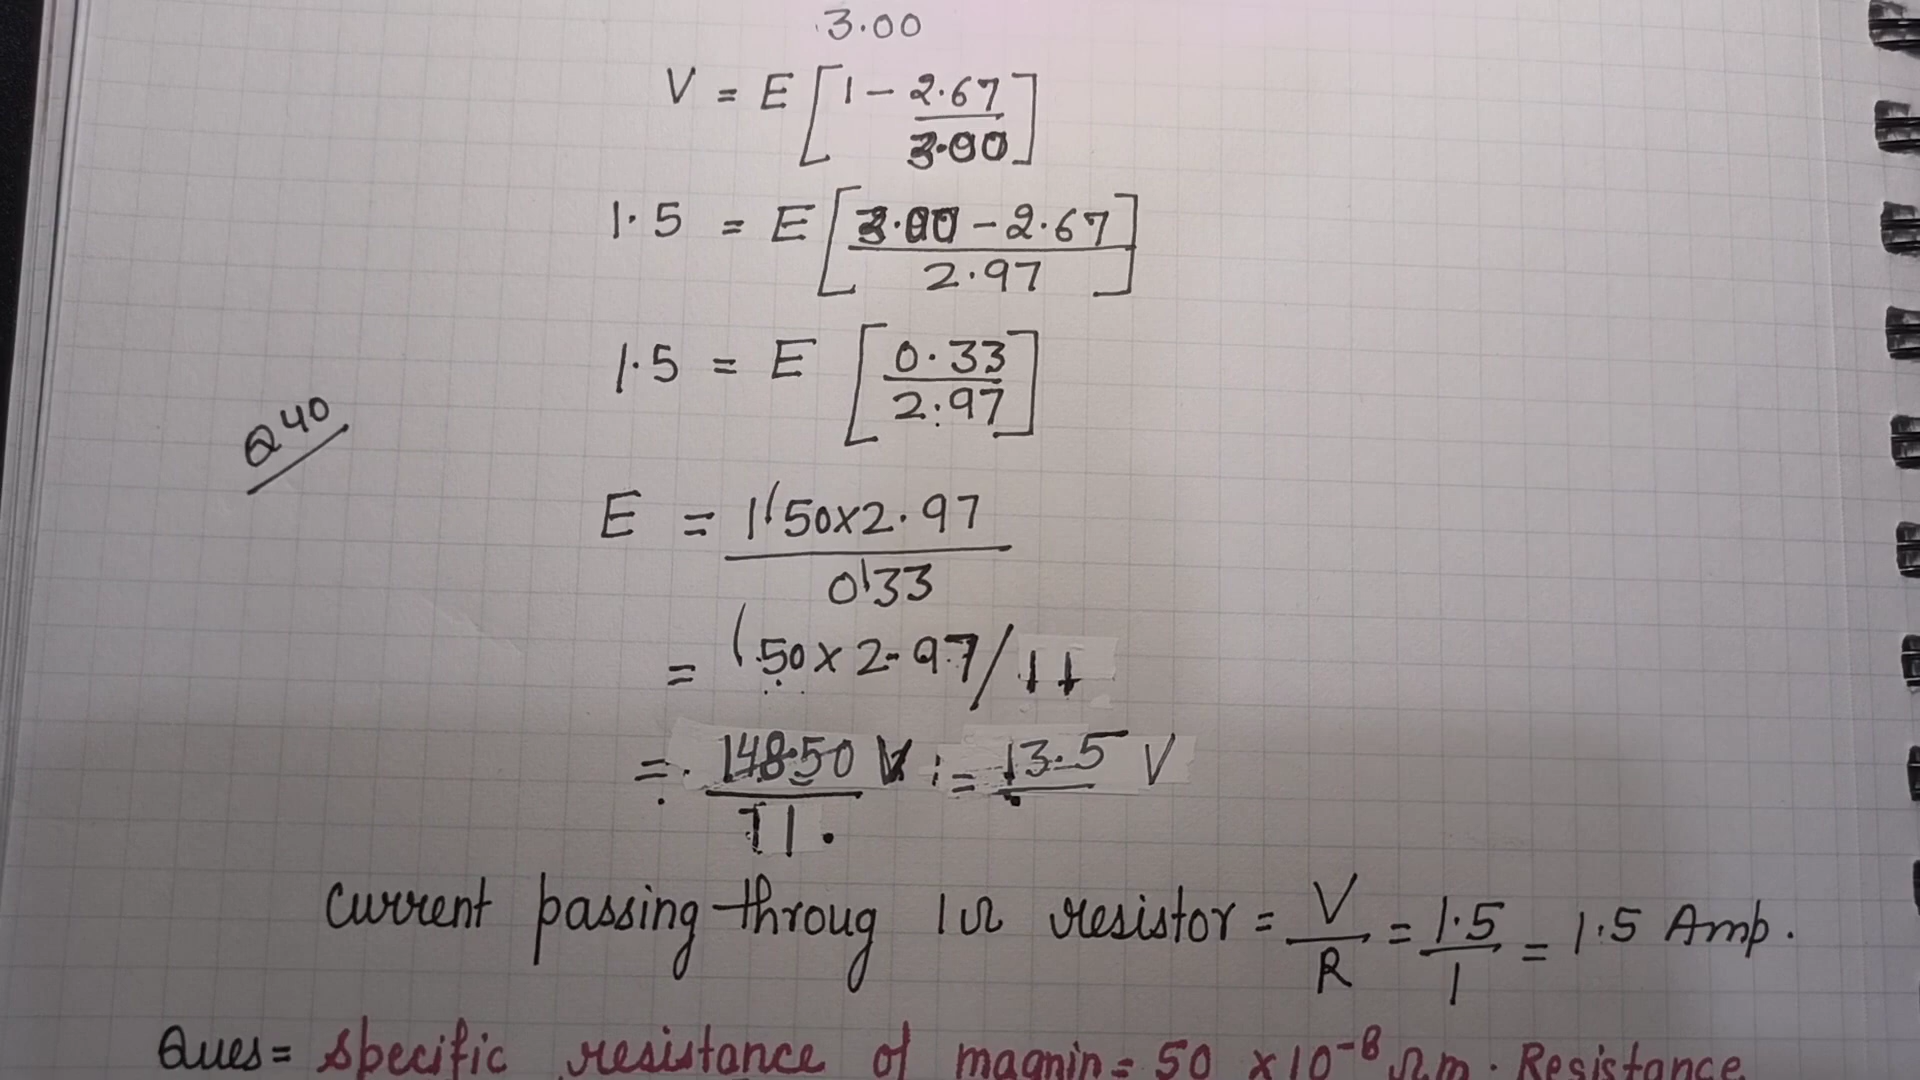 3.00
V = E [1 - 2.67 / 3.00]
1.5 = E [3.00 - 2.67 / 2.97]
1.5 = E [0.33 / 2.97]
Q40
E = 1.50 x 2.97 / 0.33
= 1.50 x 2.97 / 11
= 148.50 / 11 V = 13.5 V
Current passing throug 1Ω resistor = V/R = 1.5/1 = 1.5 Amp.
Ques = specific resistance of magnin = 50 x 10⁻⁸ Ωm. Resistance